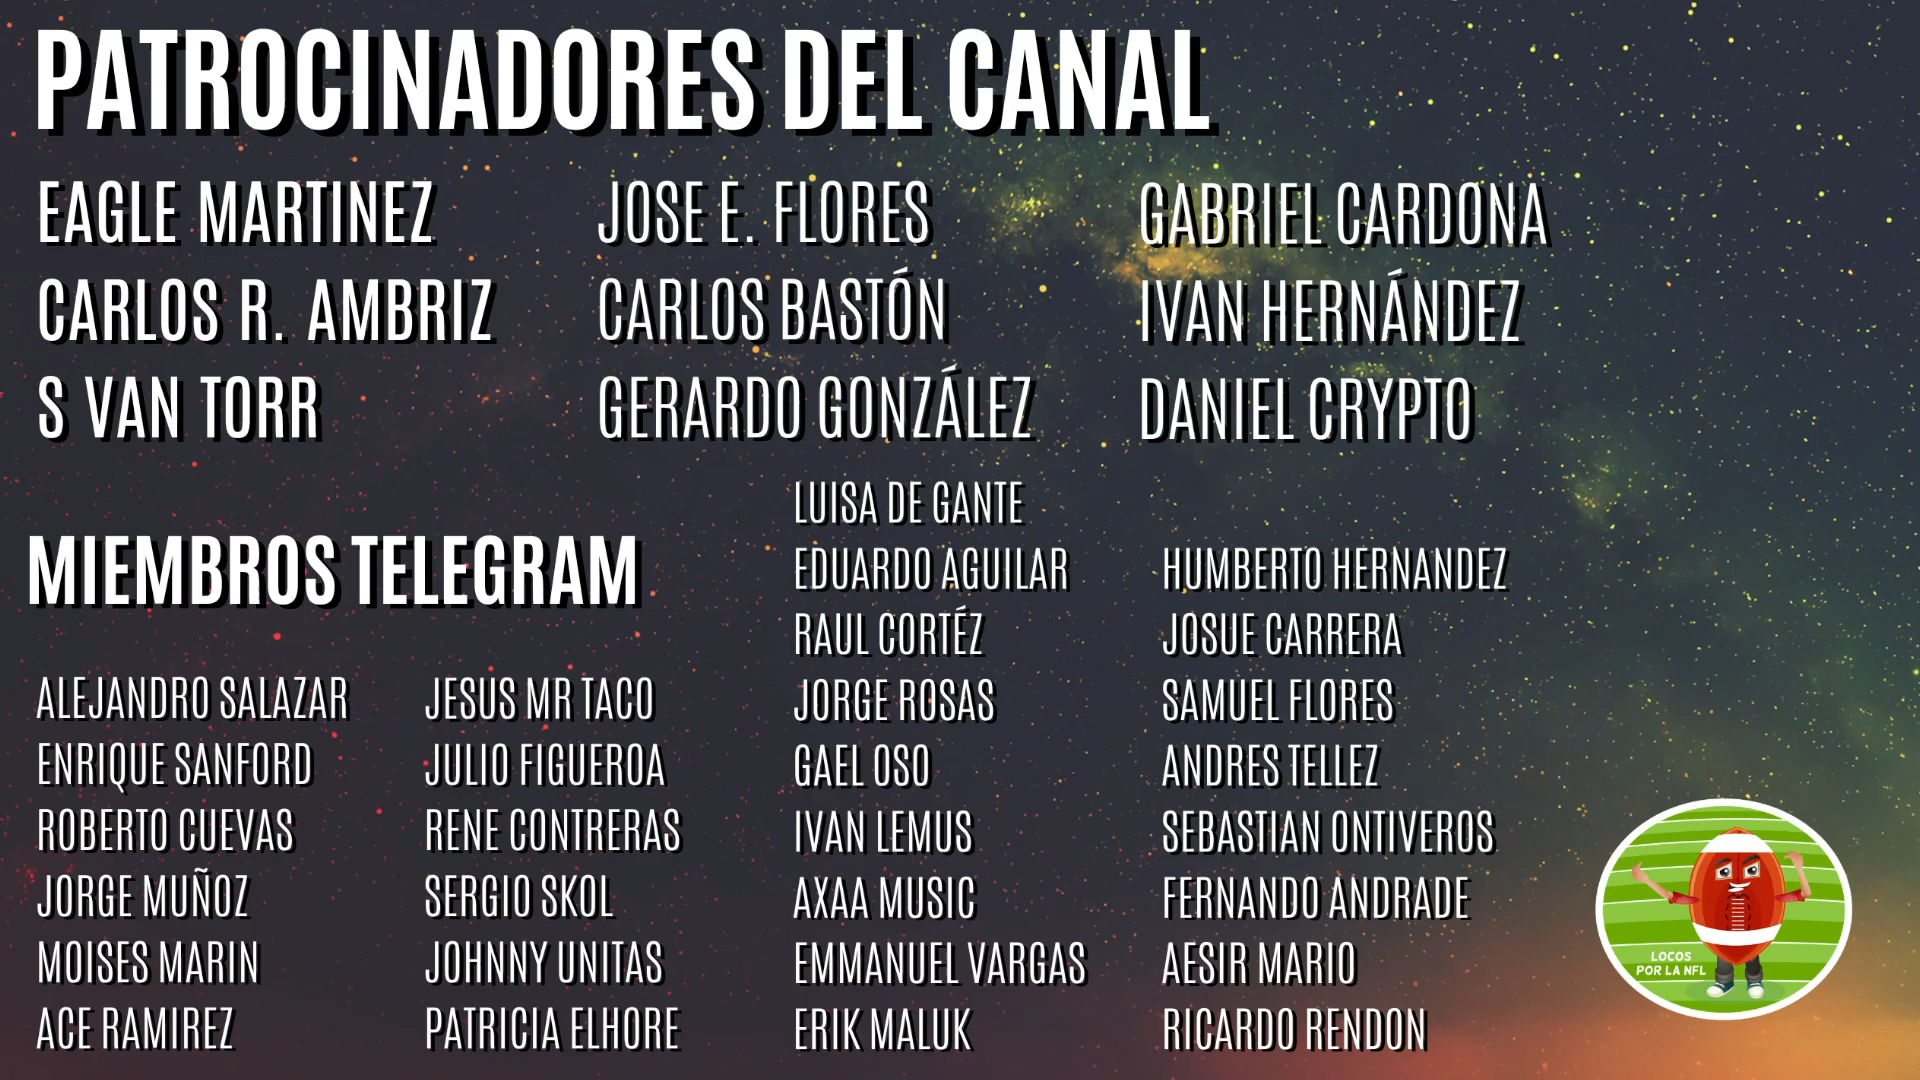 PATROCINADORES DEL CANAL
EAGLE MARTINEZ
CARLOS R. AMBRIZ
S VAN TORR
JOSE E. FLORES
CARLOS BASTÓN
GERARDO GONZÁLEZ
GABRIEL CARDONA
IVAN HERNÁNDEZ
DANIEL CRYPTO
MIEMBROS TELEGRAM
ALEJANDRO SALAZAR
ENRIQUE SANFORD
ROBERTO CUEVAS
JORGE MUÑOZ
MOISES MARIN
ACE RAMIREZ
JESUS MR TACO
JULIO FIGUEROA
RENE CONTRERAS
SERGIO SKOL
JOHNNY UNITAS
PATRICIA ELHORE
LUISA DE GANTE
EDUARDO AGUILAR
RAUL CORTÉZ
JORGE ROSAS
GAEL OSO
IVAN LEMUS
AXAA MUSIC
EMMANUEL VARGAS
ERIK MALUK
HUMBERTO HERNANDEZ
JOSUE CARRERA
SAMUEL FLORES
ANDRES TELLEZ
SEBASTIAN ONTIVEROS
FERNANDO ANDRADE
AESIR MARIO
RICARDO RENDON
LOCOS
POR LA NFL